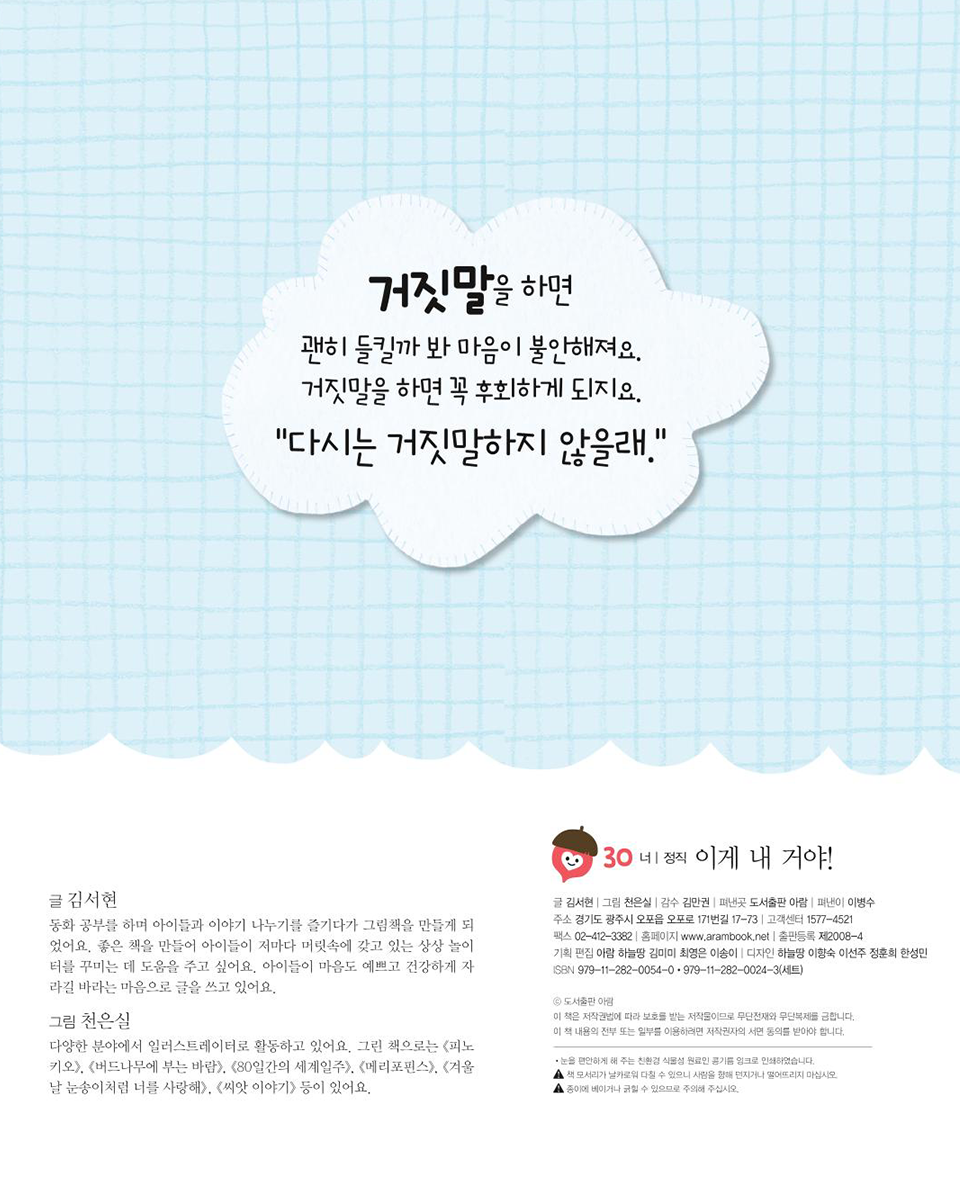 거짓말을 하면
괜히 들킬까 봐 마음이 불안해져요.
거짓말을 하면 꼭 후회하게 되지요.
"다시는 거짓말하지 않을래."
글 김서현
동화 공부를 하며 아이들과 이야기 나누기를 즐기다가 그림책을 만들게 되
었어요. 좋은 책을 만들어 아이들이 저마다 머릿속에 갖고 있는 상상 놀이
터를 꾸미는 데 도움을 주고 싶어요. 아이들이 마음도 예쁘고 건강하게 자
라길 바라는 마음으로 글을 쓰고 있어요.
그림 천은실
다양한 분야에서 일러스트레이터로 활동하고 있어요. 그린 책으로는 《피노
키오》, 《버드나무에 부는 바람》, 《80일간의 세계일주》, 《메리포핀스》, 《겨울
날 눈송이처럼 너를 사랑해》, 《씨앗 이야기》 등이 있어요.
30 너 | 정직 이게 내 거야!
글 김서현 | 그림 천은실 | 감수 김만권 | 펴낸곳 도서출판 아람 | 펴낸이 이병수
주소 경기도 광주시 오포읍 오포로 171번길 17-73 | 고객센터 1577-4521
팩스 02-412-3382 | 홈페이지 www.arambook.net | 출판등록 제2008-4
기획 편집 아람 하늘땅 김미미 최영은 이송이 | 디자인 하늘땅 이향숙 이선주 정훈희 한성민
ISBN 979-11-282-0054-0 • 979-11-282-0024-3(세트)
ⓒ 도서출판 아람
이 책은 저작권법에 따라 보호를 받는 저작물이므로 무단전재와 무단복제를 금합니다.
이 책 내용의 전부 또는 일부를 이용하려면 저작권자의 서면 동의를 받아야 합니다.
• 눈을 편안하게 해 주는 친환경 식물성 원료인 콩기름 잉크로 인쇄하였습니다.
⚠ 책 모서리가 날카로워 다칠 수 있으니 사람을 향해 던지거나 떨어뜨리지 마십시오.
⚠ 종이에 베이거나 긁힐 수 있으므로 주의해 주십시오.